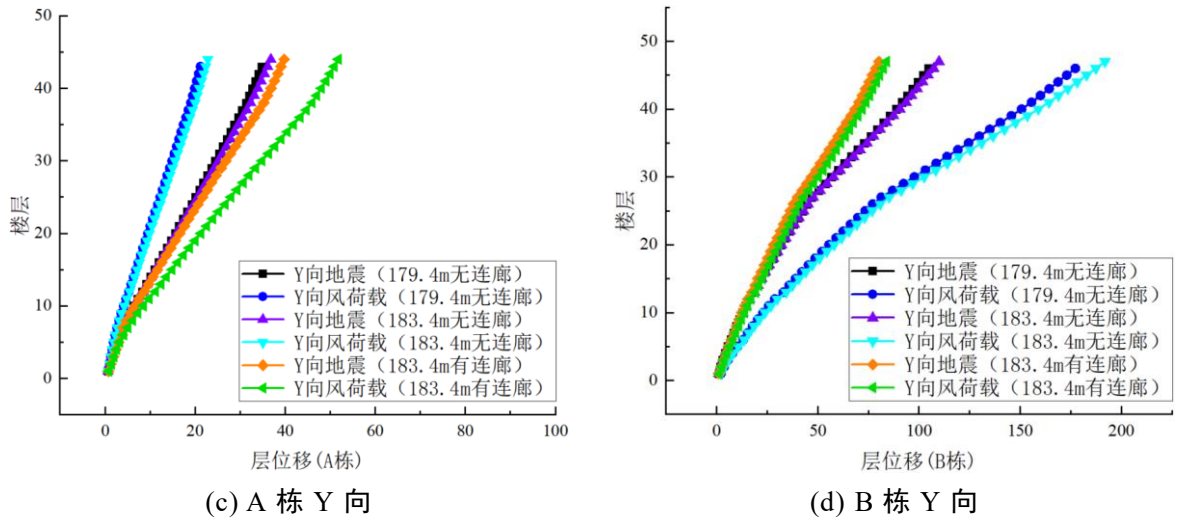 50
40
30
20
10
0
楼层
Y向地震（179.4m无连廊）
Y向风荷载（179.4m无连廊）
Y向地震（183.4m无连廊）
Y向风荷载（183.4m无连廊）
Y向地震（183.4m有连廊）
Y向风荷载（183.4m有连廊）
0 20 40 60 80 100
层位移(A栋)
(c) A 栋 Y 向
50
40
30
20
10
0
楼层
Y向地震（179.4m无连廊）
Y向风荷载（179.4m无连廊）
Y向地震（183.4m无连廊）
Y向风荷载（183.4m无连廊）
Y向地震（183.4m有连廊）
Y向风荷载（183.4m有连廊）
0 50 100 150 200
层位移(B栋)
(d) B 栋 Y 向